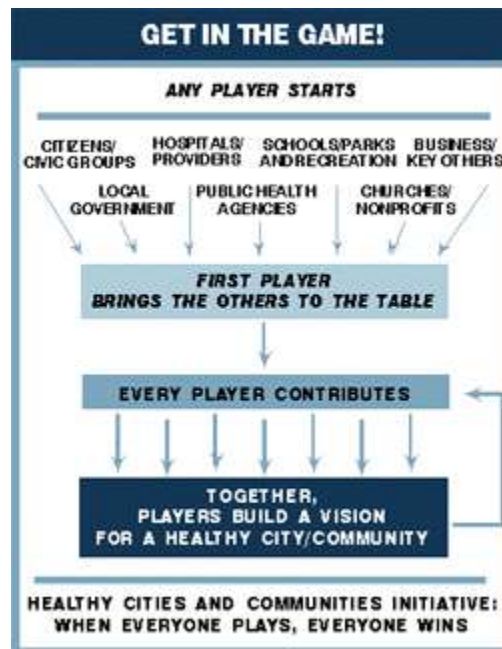 GET IN THE GAME!
ANY PLAYER STARTS
CITIZENS/
CIVIC GROUPS
HOSPITALS/
PROVIDERS
SCHOOLS/PARKS
AND RECREATION
BUSINESS/
KEY OTHERS
LOCAL
GOVERNMENT
PUBLIC HEALTH
AGENCIES
CHURCHES/
NONPROFITS
FIRST PLAYER
BRINGS THE OTHERS TO THE TABLE
EVERY PLAYER CONTRIBUTES
TOGETHER,
PLAYERS BUILD A VISION
FOR A HEALTHY CITY/COMMUNITY
HEALTHY CITIES AND COMMUNITIES INITIATIVE:
WHEN EVERYONE PLAYS, EVERYONE WINS